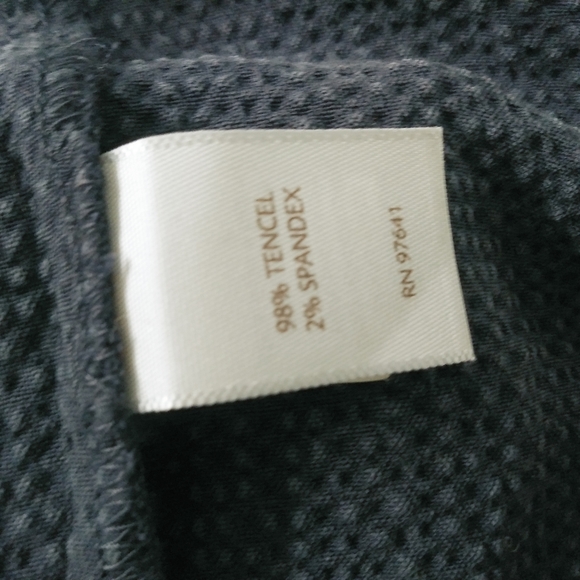 98% TENCEL
2% SPANDEX
RN 97641